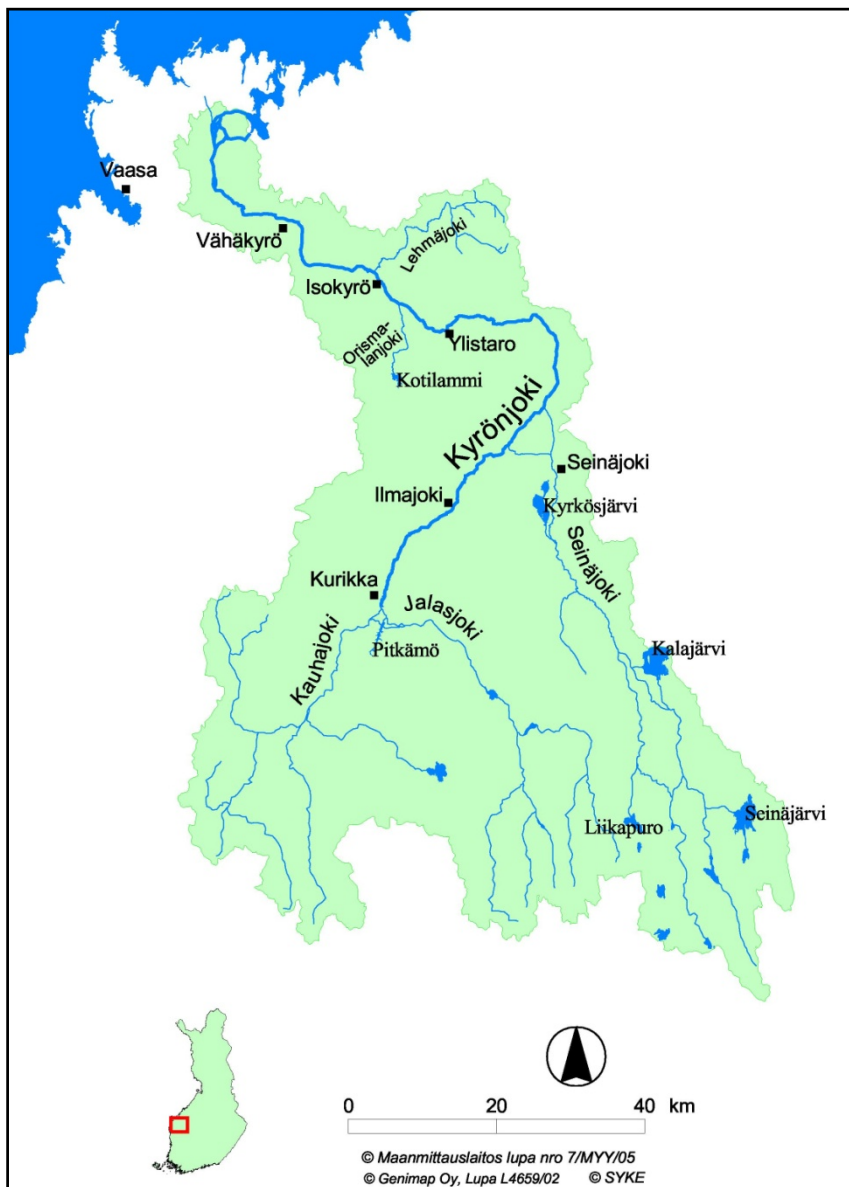 Vaasa
Vähäkyrö
Lehmäjoki
Isokyrö
Orisma-
lanjoki
Ylistaro
Kotilammi
Kyrönjoki
Seinäjoki
Ilmajoki
Kyrkösjärvi
Seinäjoki
Kurikka
Jalasjoki
Kauhajoki
Pitkämö
Kalajärvi
Liikapuro
Seinäjärvi
0 20 40 km
© Maanmittauslaitos lupa nro 7/MYY/05
© Genimap Oy, Lupa L4659/02 © SYKE